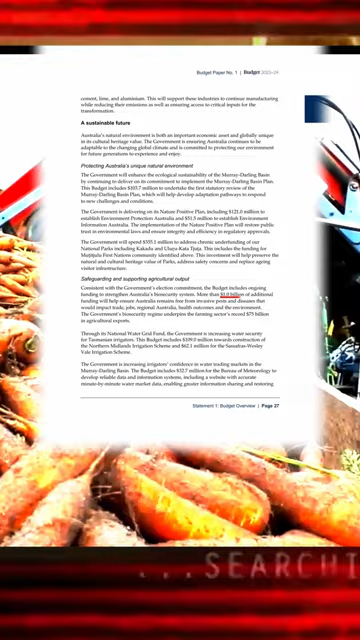 Budget Paper No. 1 | Budget 2023-24
cement, lime, and aluminium. This will support these industries to continue manufacturing
while reducing their emissions as well as ensuring access to critical inputs for the
transformation.
A sustainable future
Australia's natural environment is both an important economic asset and globally unique
in its cultural heritage value. The Government is ensuring Australia continues to be
adaptable to the changing global climate and is committed to protecting our environment
for future generations to experience and enjoy.
Protecting Australia's unique natural environment
The Government will enhance the ecological sustainability of the Murray-Darling Basin
by continuing to deliver on its commitment to implement the Murray-Darling Basin Plan.
This Budget includes $103.7 million to undertake the first statutory review of the
Murray-Darling Basin Plan, which will help develop adaptation pathways to respond
to new challenges and conditions.
The Government is delivering on its Nature Positive Plan, including $121.0 million to
establish Environment Protection Australia and $51.5 million to establish Environment
Information Australia. The implementation of the Nature Positive Plan will restore public
trust in environmental laws and ensure integrity and efficiency in regulatory approvals.
The Government will spend $355.1 million to address chronic underfunding of our
National Parks including Kakadu and Uluru-Kata Tjuta. This includes the funding for
Mutitjulu First Nations community identified above. This investment will help preserve the
natural and cultural heritage value of Parks, address safety concerns and replace ageing
visitor infrastructure.
Safeguarding and supporting agricultural output
Consistent with the Government's election commitment, the Budget includes ongoing
funding to strengthen Australia's biosecurity system. More than $1.0 billion of additional
funding will help ensure Australia remains free from invasive pests and diseases that
would impact trade, jobs, regional Australia, health outcomes and the environment.
The Government's biosecurity regime underpins the farming sector's record $75 billion
in agricultural exports.
Through its National Water Grid Fund, the Government is increasing water security
for Tasmanian irrigators. This Budget includes $109.0 million towards construction of
the Northern Midlands Irrigation Scheme and $62.1 million for the Sassafras-Wesley
Vale Irrigation Scheme.
The Government is increasing irrigators' confidence in water trading markets in the
Murray-Darling Basin. The Budget includes $32.7 million for the Bureau of Meteorology to
develop reliable data and information systems, including a website with accurate
minute-by-minute water market data, enabling greater information sharing and restoring
Statement 1: Budget Overview | Page 27
...SEARCHI